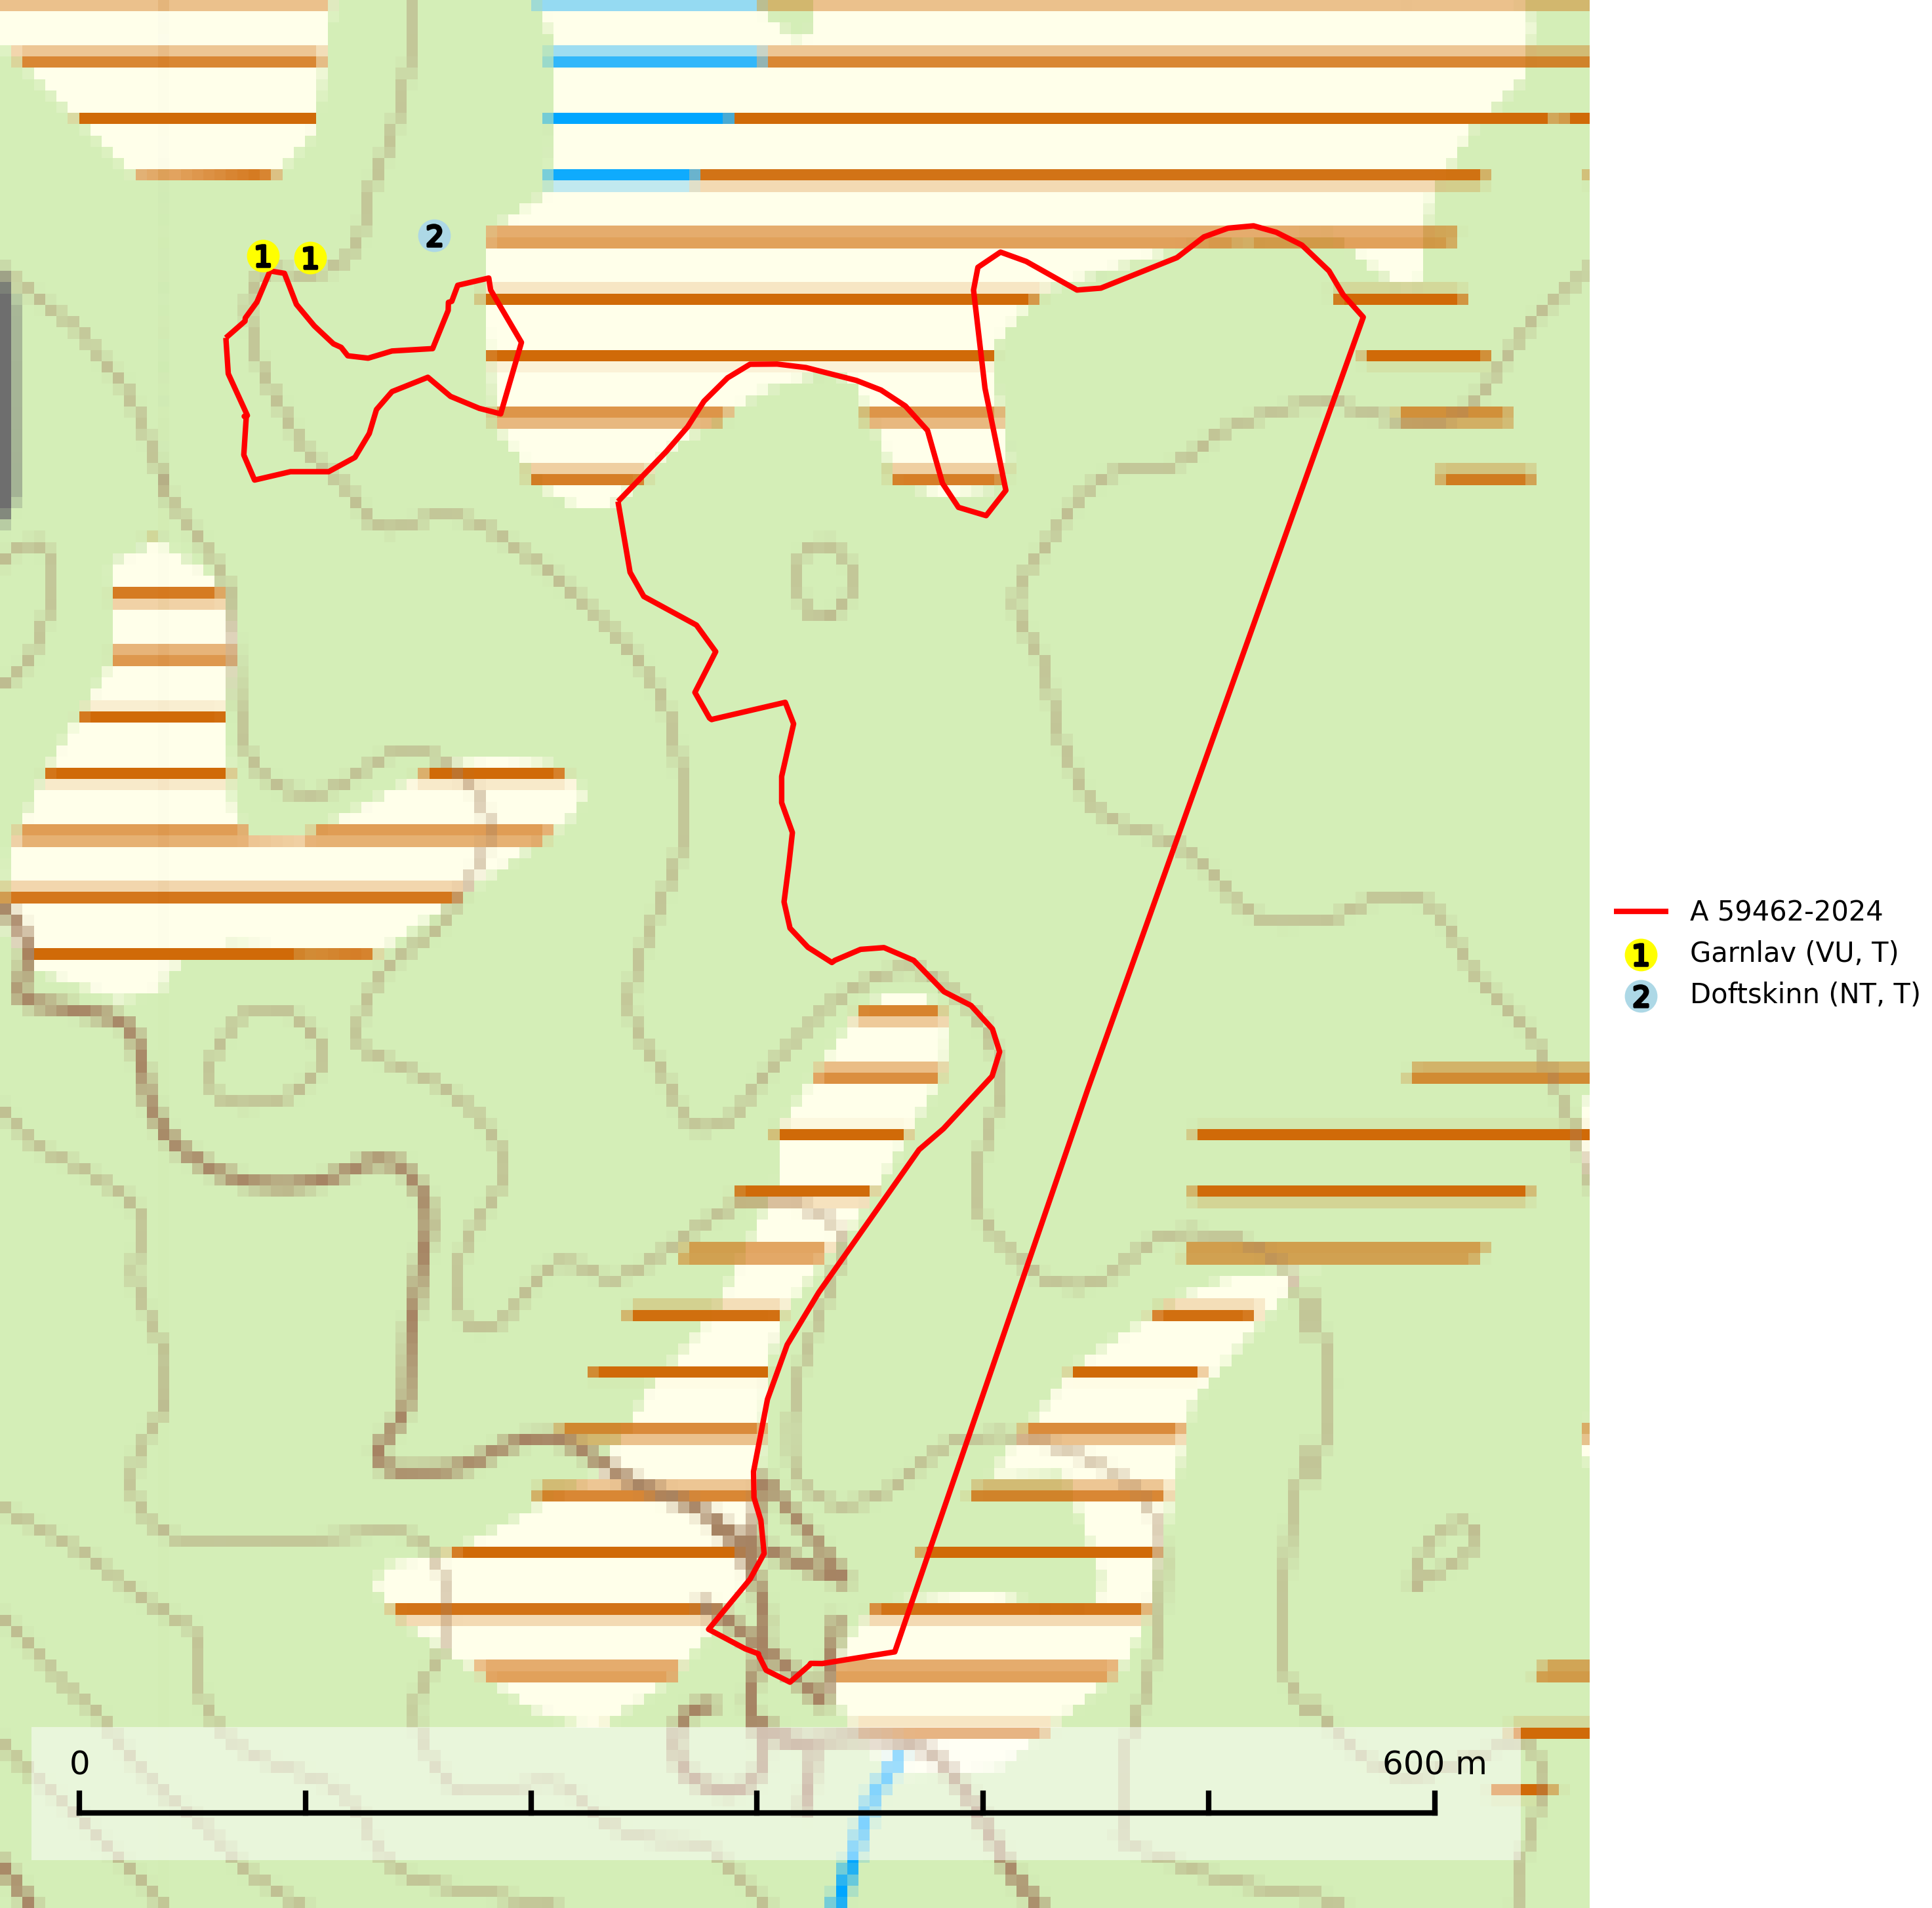 2
1 1
A 59462-2024
1 Garnlav (VU, T)
2 Doftskinn (NT, T)
0 600 m